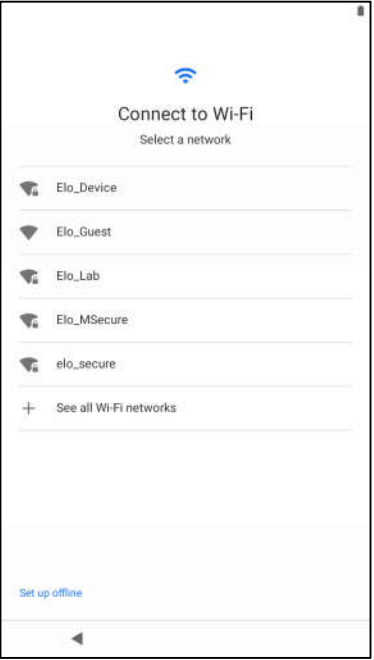 Connect to Wi-Fi
Select a network
Elo_Device
Elo_Guest
Elo_Lab
Elo_MSecure
elo_secure
See all Wi-Fi networks
Set up offline